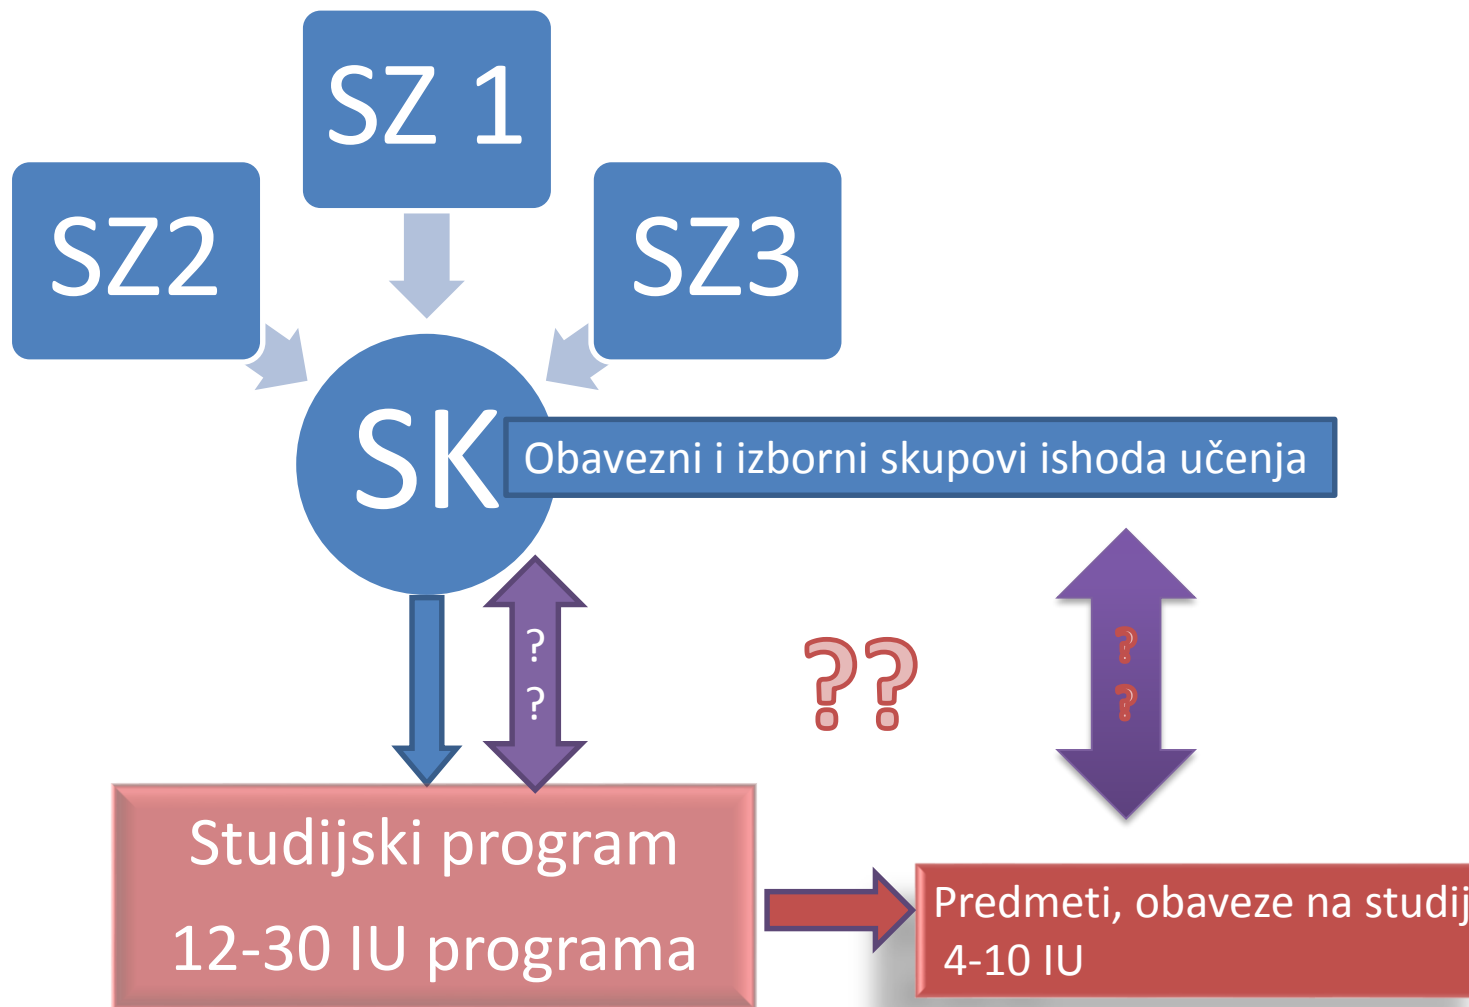 SZ 1
SZ2
SZ3
SK
Obavezni i izborni skupovi ishoda učenja
?
?
??
?
?
Studijski program
12-30 IU programa
Predmeti, obaveze na studij
4-10 IU